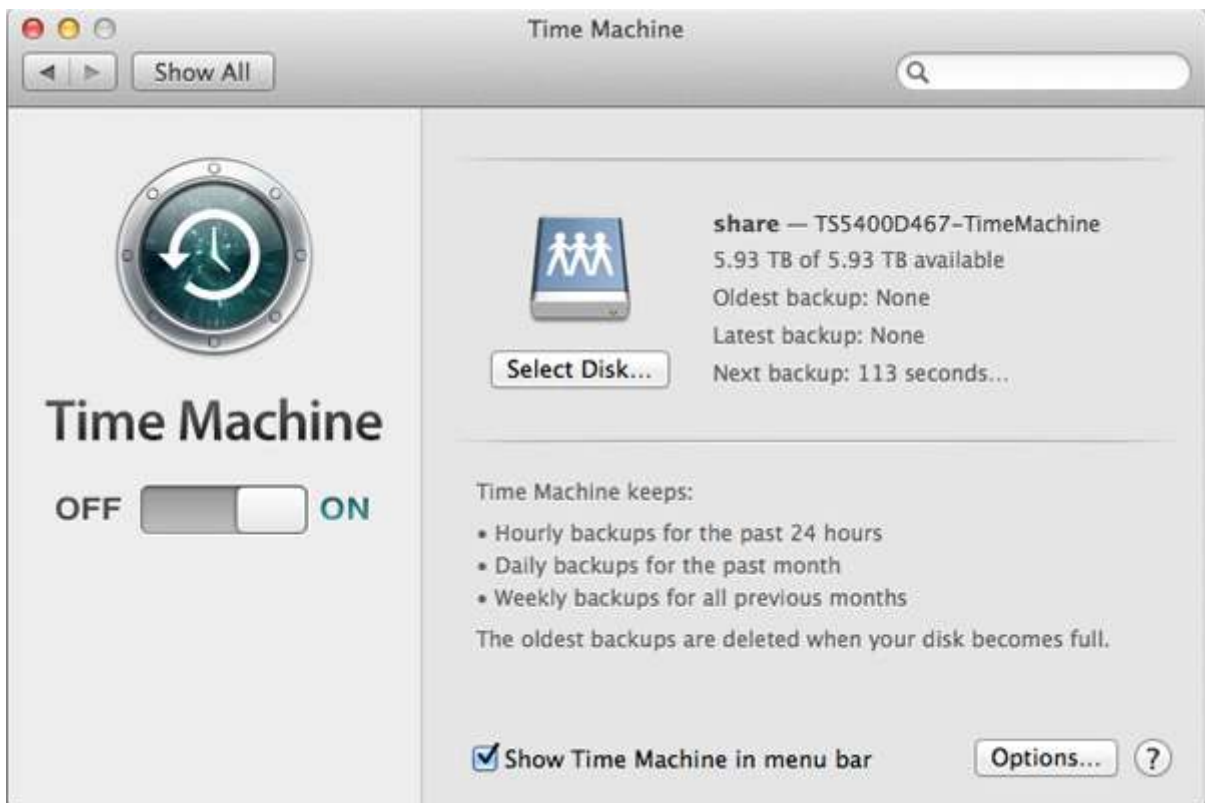 Time Machine
Show All
share — TS5400D467-TimeMachine
5.93 TB of 5.93 TB available
Oldest backup: None
Latest backup: None
Select Disk...
Next backup: 113 seconds...
Time Machine
OFF ON
Time Machine keeps:
• Hourly backups for the past 24 hours
• Daily backups for the past month
• Weekly backups for all previous months
The oldest backups are deleted when your disk becomes full.
Show Time Machine in menu bar
Options... ?